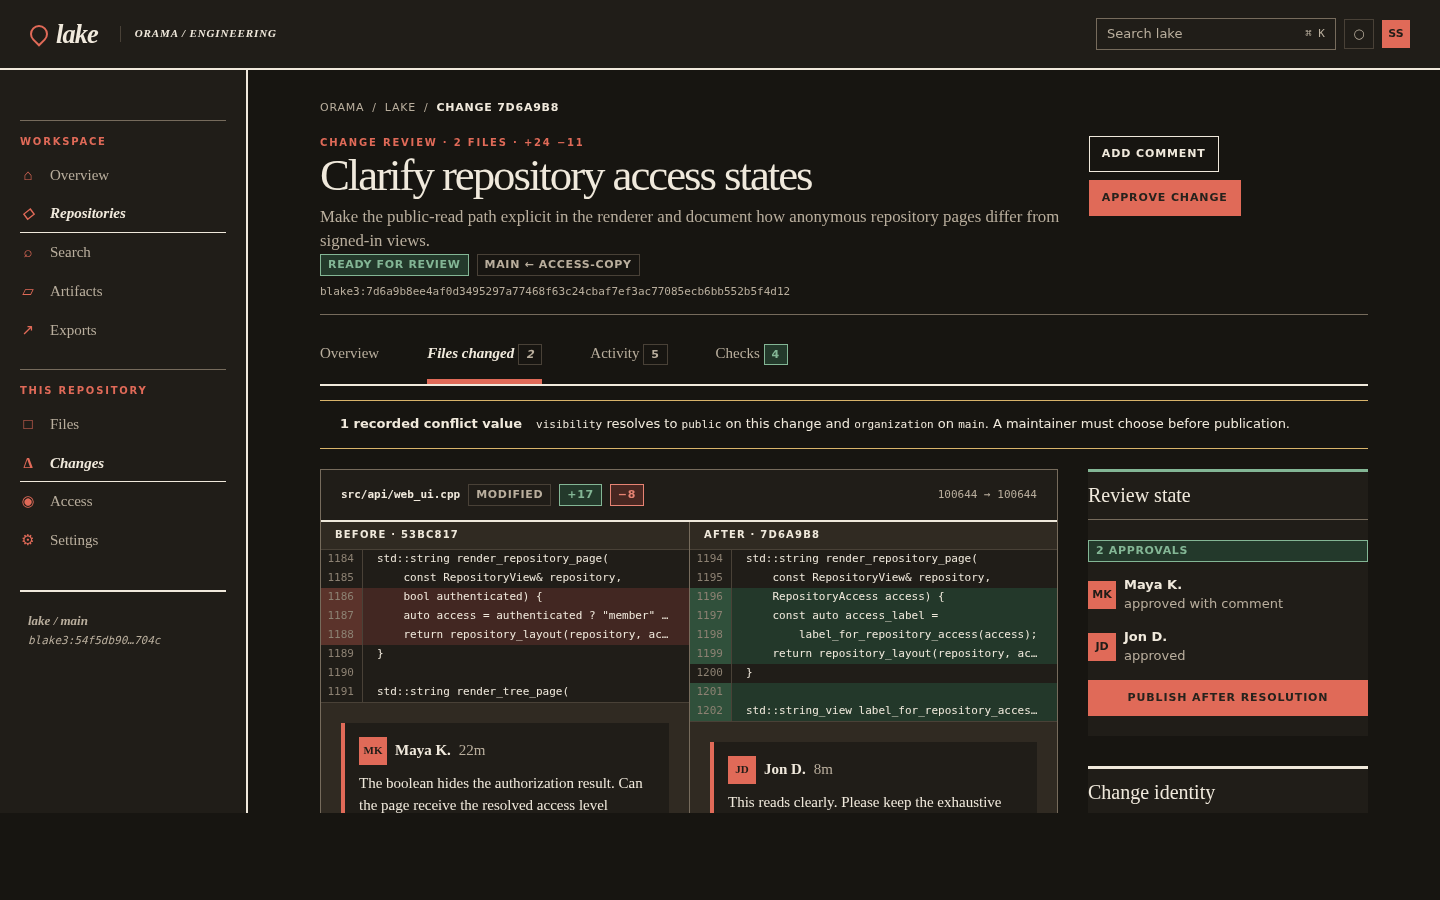 lake
ORAMA / ENGINEERING
Search lake
⌘ K
SS
WORKSPACE
Overview
Repositories
Search
Artifacts
Exports
THIS REPOSITORY
Files
Changes
Access
Settings
lake / main
blake3:54f5db90…704c
ORAMA / LAKE / CHANGE 7D6A9B8
CHANGE REVIEW · 2 FILES · +24 −11
Clarify repository access states
Make the public-read path explicit in the renderer and document how anonymous repository pages differ from
signed-in views.
READY FOR REVIEW
MAIN ← ACCESS-COPY
blake3:7d6a9b8ee4af0d3495297a77468f63c24cbaf7ef3ac77085ecb6bb552b5f4d12
ADD COMMENT
APPROVE CHANGE
Overview
Files changed 2
Activity 5
Checks 4
1 recorded conflict value visibility resolves to public on this change and organization on main. A maintainer must choose before publication.
src/api/web_ui.cpp MODIFIED +17 −8
100644 → 100644
BEFORE · 53BC817
1184 std::string render_repository_page(
1185 const RepositoryView& repository,
1186 bool authenticated) {
1187 auto access = authenticated ? "member" …
1188 return repository_layout(repository, ac…
1189 }
1190
1191 std::string render_tree_page(
MK Maya K. 22m
The boolean hides the authorization result. Can
the page receive the resolved access level
AFTER · 7D6A9B8
1194 std::string render_repository_page(
1195 const RepositoryView& repository,
1196 RepositoryAccess access) {
1197 const auto access_label =
1198 label_for_repository_access(access);
1199 return repository_layout(repository, ac…
1200 }
1201
1202 std::string_view label_for_repository_acces…
JD Jon D. 8m
This reads clearly. Please keep the exhaustive
Review state
2 APPROVALS
MK
Maya K.
approved with comment
JD
Jon D.
approved
PUBLISH AFTER RESOLUTION
Change identity